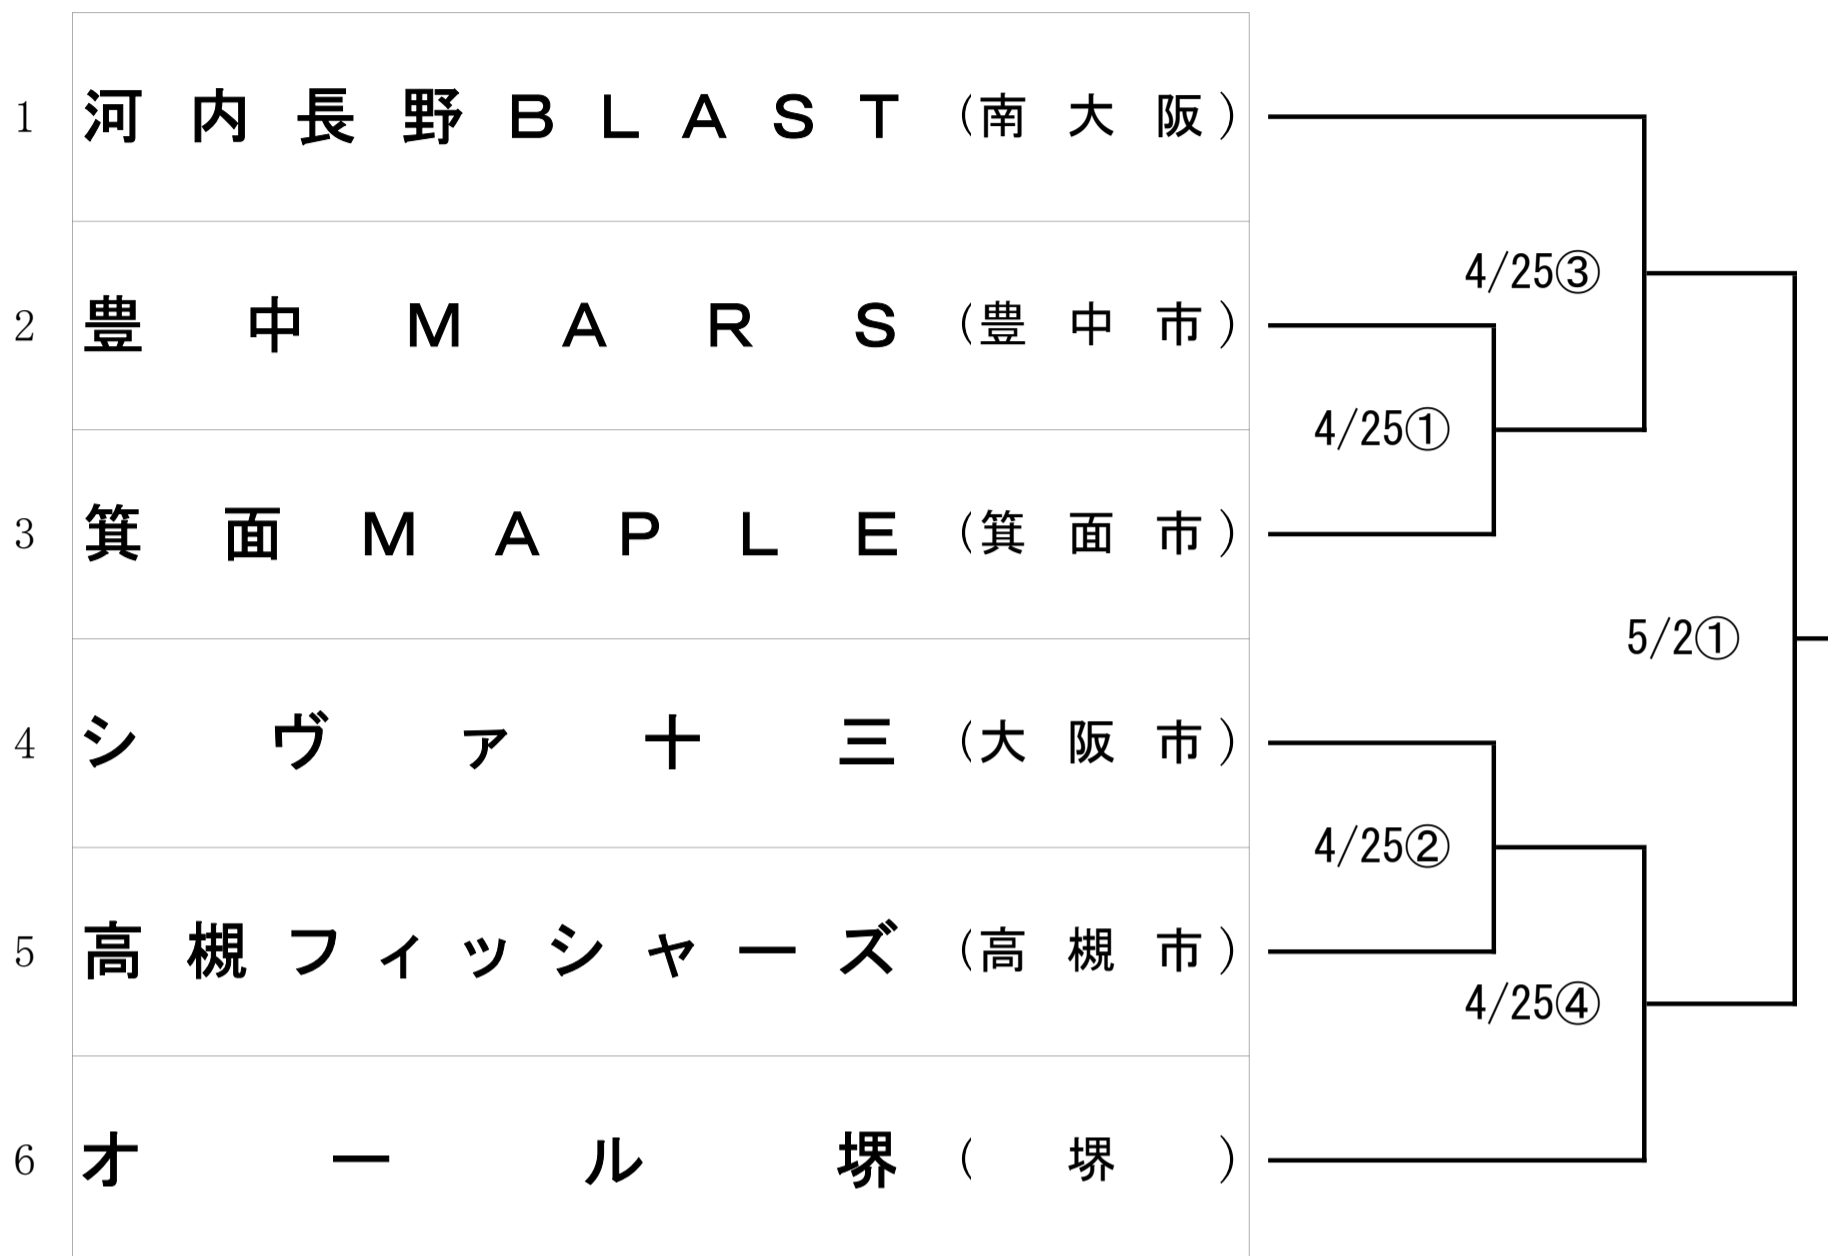 1 河内長野ＢＬＡＳＴ (南大阪)
4/25③
2 豊中ＭＡＲＳ (豊中市)
4/25①
3 箕面ＭＡＰＬＥ (箕面市)
5/2①
4 シヴァ十三 (大阪市)
4/25②
5 高槻フィッシャーズ (高槻市)
4/25④
6 オール堺 (堺)